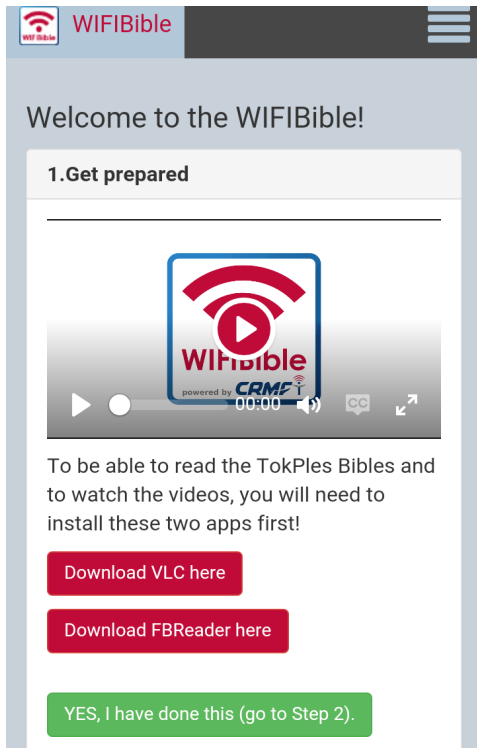 WIFI Bible
WIFIBible
Welcome to the WIFIBible!
1.Get prepared
WIFIBible
powered by CRMF
00:00
CC
To be able to read the TokPles Bibles and
to watch the videos, you will need to
install these two apps first!
Download VLC here
Download FBReader here
YES, I have done this (go to Step 2).